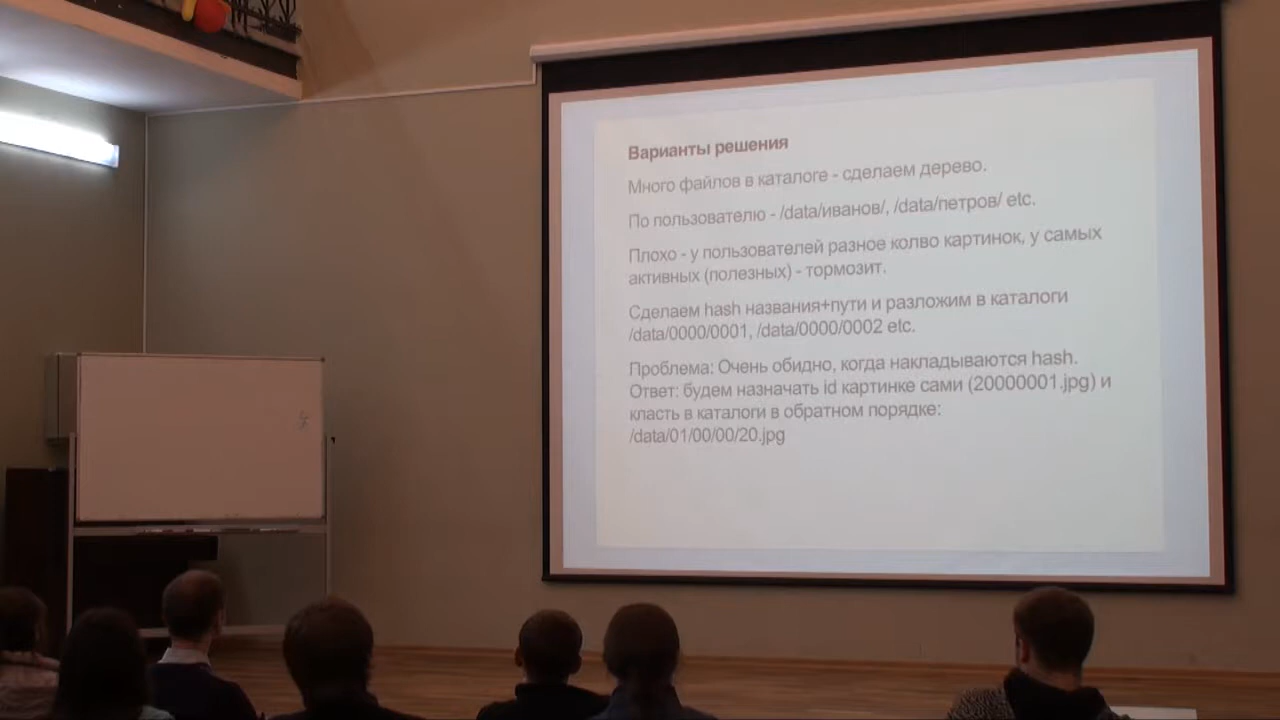 Варианты решения
Много файлов в каталоге - сделаем дерево.
По пользователю - /data/иванов/, /data/петров/ etc.
Плохо - у пользователей разное колво картинок, у самых
активных (полезных) - тормозит.
Сделаем hash названия+пути и разложим в каталоги
/data/0000/0001, /data/0000/0002 etc.
Проблема: Очень обидно, когда накладываются hash.
Ответ: будем назначать id картинке сами (20000001.jpg) и
класть в каталоги в обратном порядке:
/data/01/00/00/20.jpg